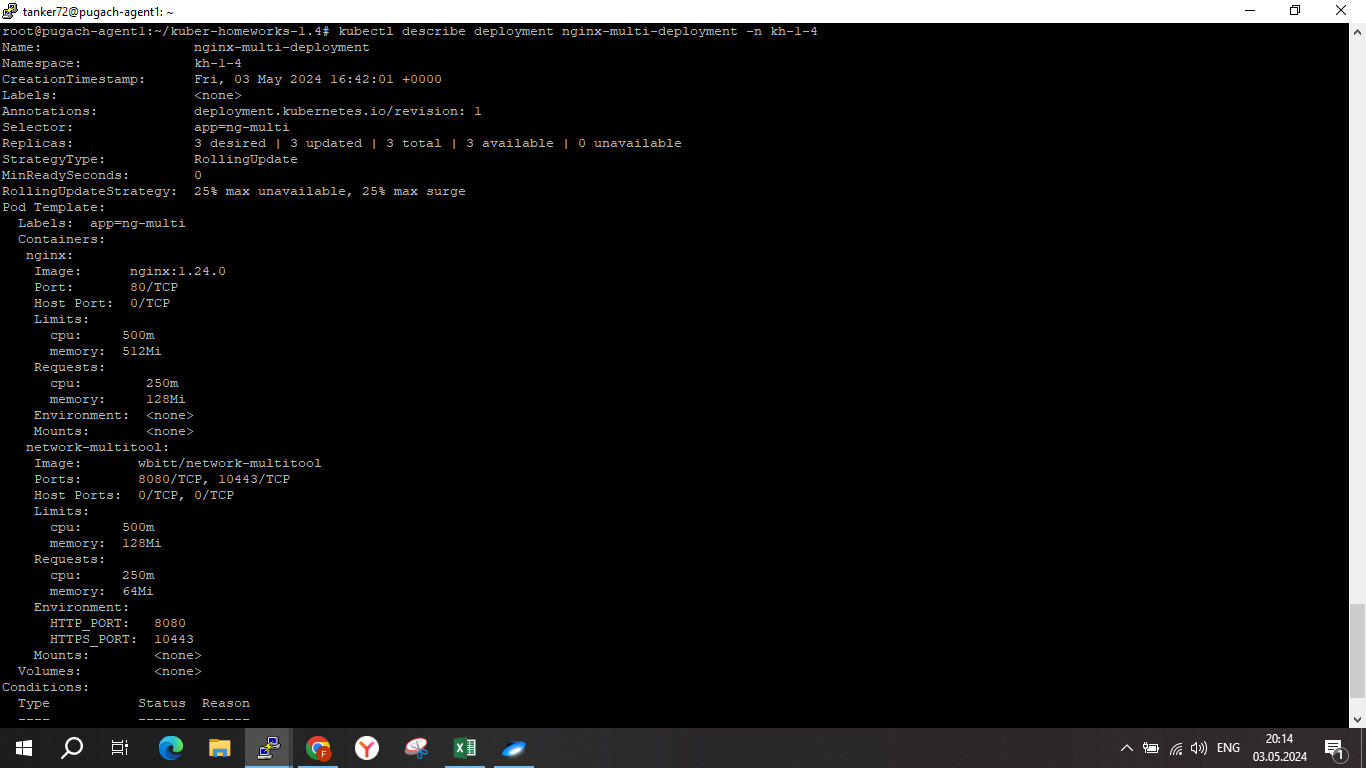 tanker72@pugach-agent1: ~
root@pugach-agent1:~/kuber-homeworks-1.4# kubectl describe deployment nginx-multi-deployment -n kh-1-4
Name:                   nginx-multi-deployment
Namespace:              kh-1-4
CreationTimestamp:      Fri, 03 May 2024 16:42:01 +0000
Labels:                 <none>
Annotations:            deployment.kubernetes.io/revision: 1
Selector:               app=ng-multi
Replicas:               3 desired | 3 updated | 3 total | 3 available | 0 unavailable
StrategyType:           RollingUpdate
MinReadySeconds:        0
RollingUpdateStrategy:  25% max unavailable, 25% max surge
Pod Template:
  Labels:  app=ng-multi
  Containers:
   nginx:
    Image:      nginx:1.24.0
    Port:       80/TCP
    Host Port:  0/TCP
    Limits:
      cpu:     500m
      memory:  512Mi
    Requests:
      cpu:        250m
      memory:     128Mi
    Environment:  <none>
    Mounts:       <none>
   network-multitool:
    Image:       wbitt/network-multitool
    Ports:       8080/TCP, 10443/TCP
    Host Ports:  0/TCP, 0/TCP
    Limits:
      cpu:     500m
      memory:  128Mi
    Requests:
      cpu:     250m
      memory:  64Mi
    Environment:
      HTTP_PORT:   8080
      HTTPS_PORT:  10443
    Mounts:        <none>
  Volumes:         <none>
Conditions:
  Type           Status  Reason
  ----           ------  ------
ENG
20:14
03.05.2024
1